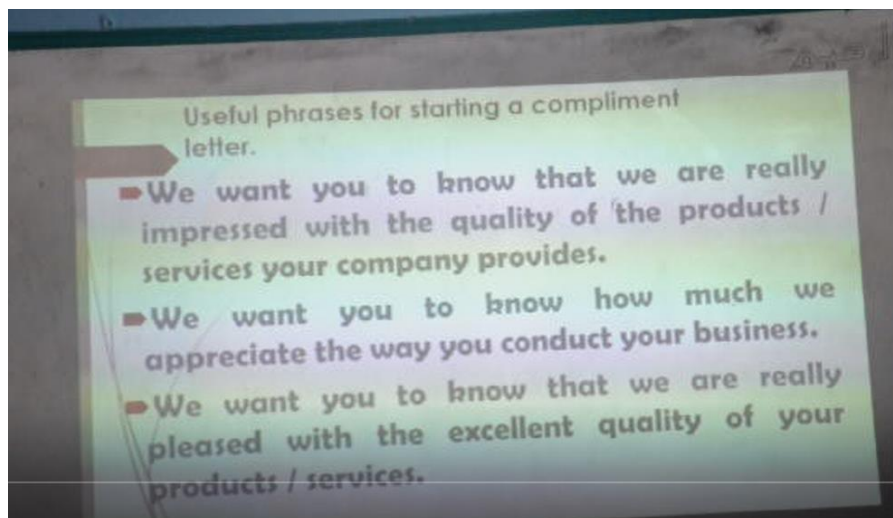 Useful phrases for starting a compliment
letter.
We want you to know that we are really
impressed with the quality of the products /
services your company provides.
We want you to know how much we
appreciate the way you conduct your business.
We want you to know that we are really
pleased with the excellent quality of your
products / services.